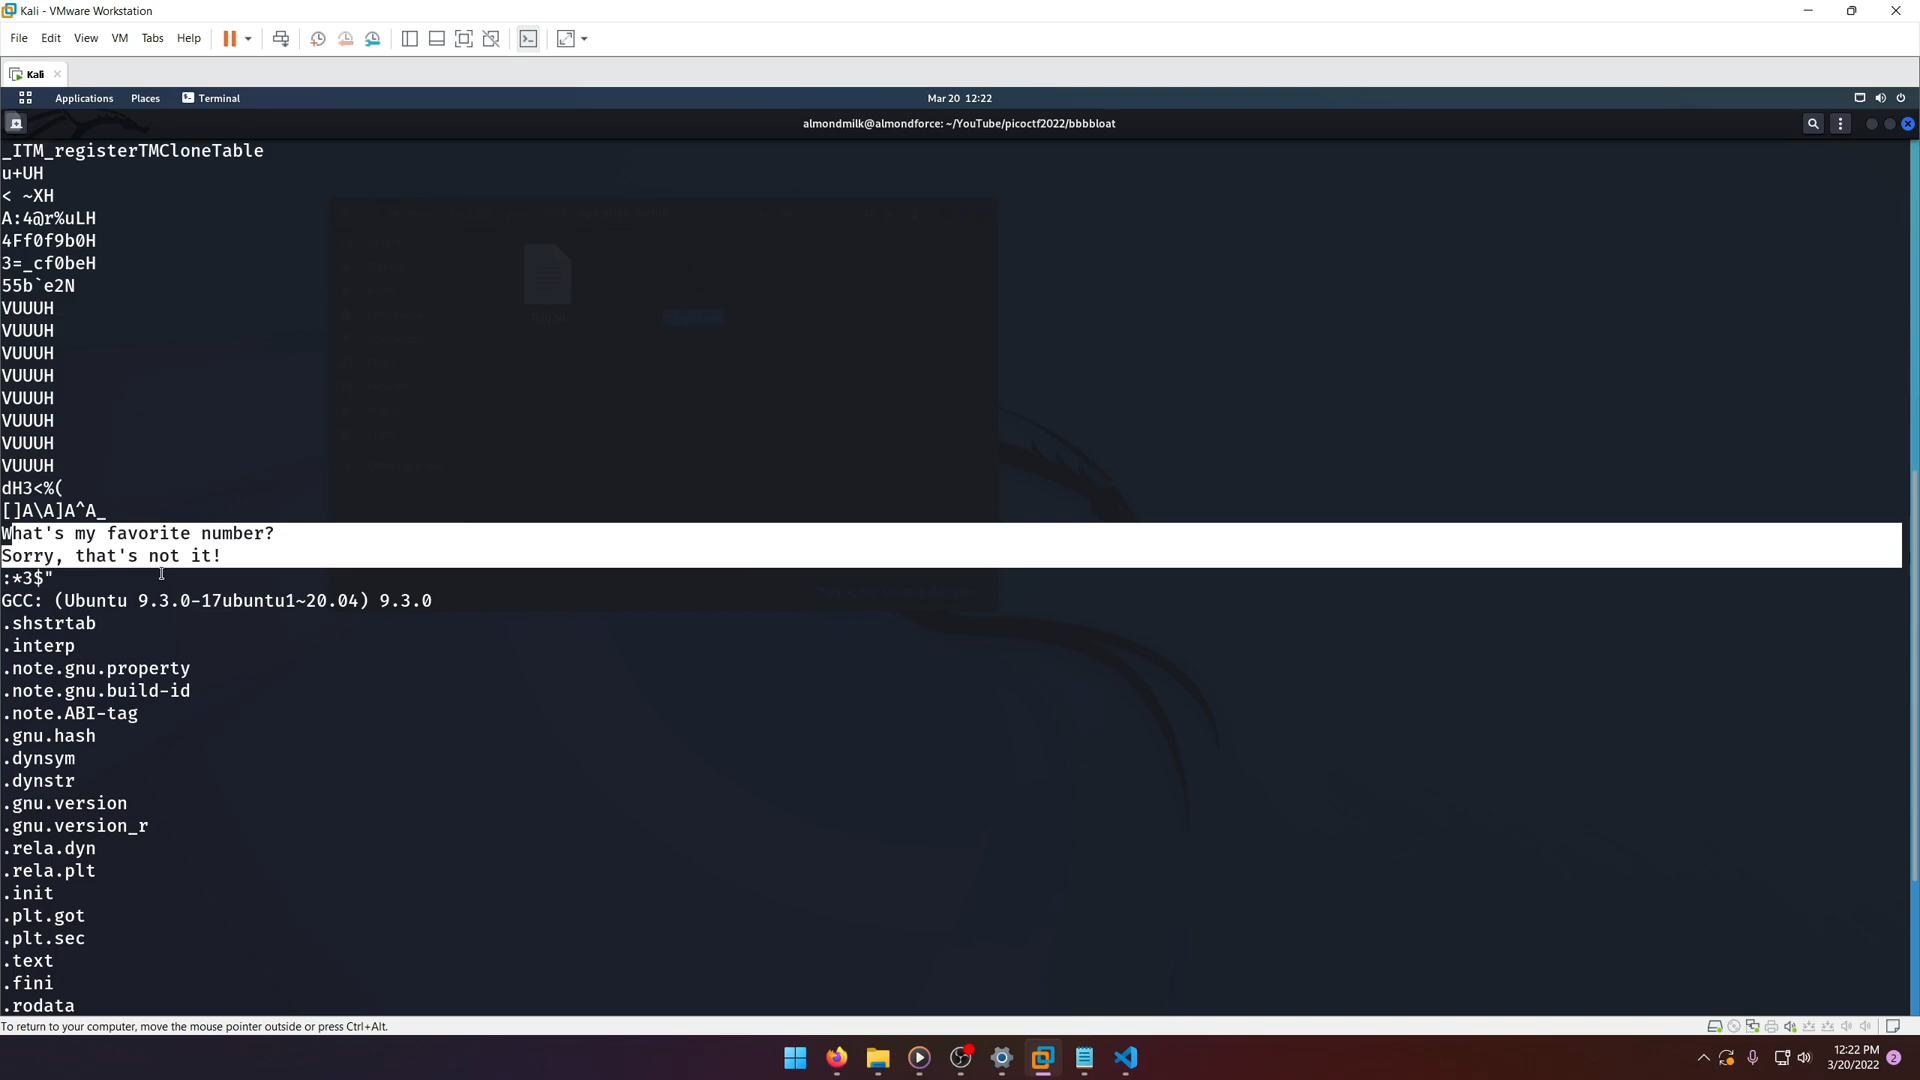 Kali - VMware Workstation
File Edit View VM Tabs Help
Kali
Applications Places Terminal Mar 20 12:22
almondmilk@almondforce: ~/YouTube/picoctf2022/bbbbloat
_ITM_registerTMCloneTable
u+UH
< ~XH
A:4@r%uLH
4Ff0f9b0H
3=_cf0beH
55b`e2N
VUUUH
VUUUH
VUUUH
VUUUH
VUUUH
VUUUH
VUUUH
VUUUH
dH3<%(
[]A\A]A^A_
What's my favorite number?
Sorry, that's not it!
:*3$"
GCC: (Ubuntu 9.3.0-17ubuntu1~20.04) 9.3.0
.shstrtab
.interp
.note.gnu.property
.note.gnu.build-id
.note.ABI-tag
.gnu.hash
.dynsym
.dynstr
.gnu.version
.gnu.version_r
.rela.dyn
.rela.plt
.init
.plt.got
.plt.sec
.text
.fini
.rodata
To return to your computer, move the mouse pointer outside or press Ctrl+Alt.
12:22 PM
3/20/2022
2